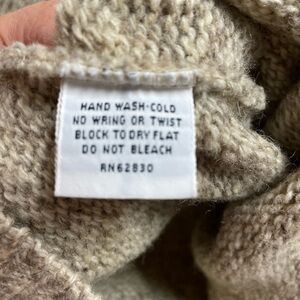 HAND WASH-COLD
NO WRING OR TWIST
BLOCK TO DRY FLAT
DO NOT BLEACH
RN62830